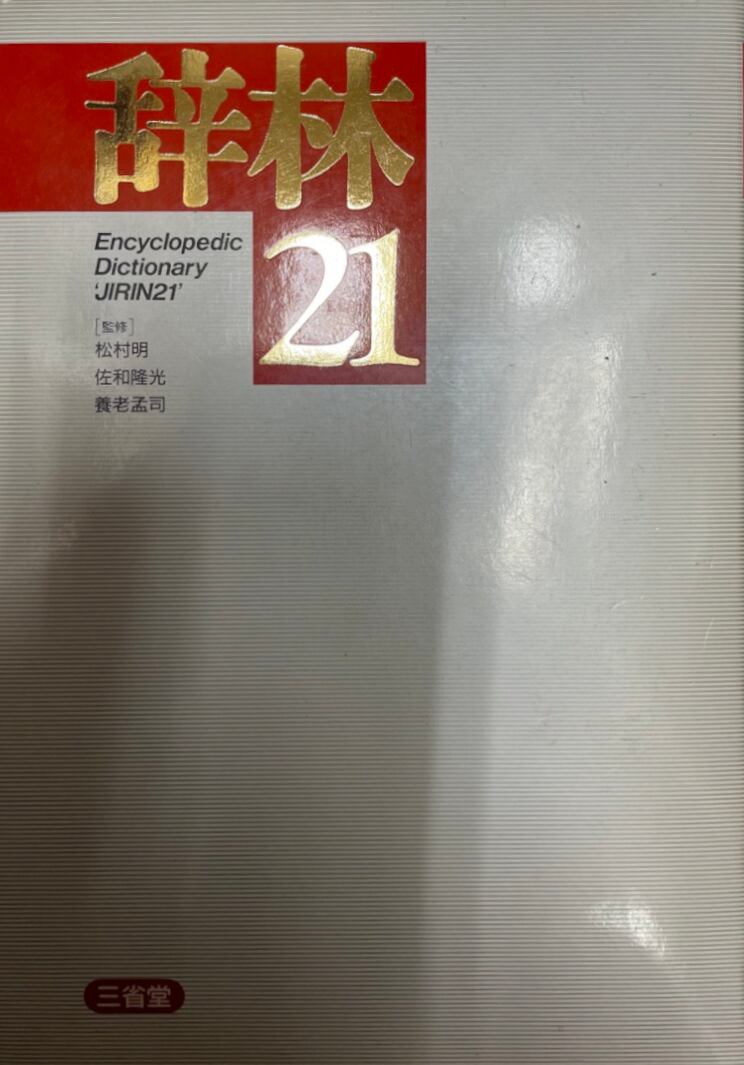 辞林
21
Encyclopedic
Dictionary
‘JIRIN21’
［監修］
松村明
佐和隆光
養老孟司
三省堂